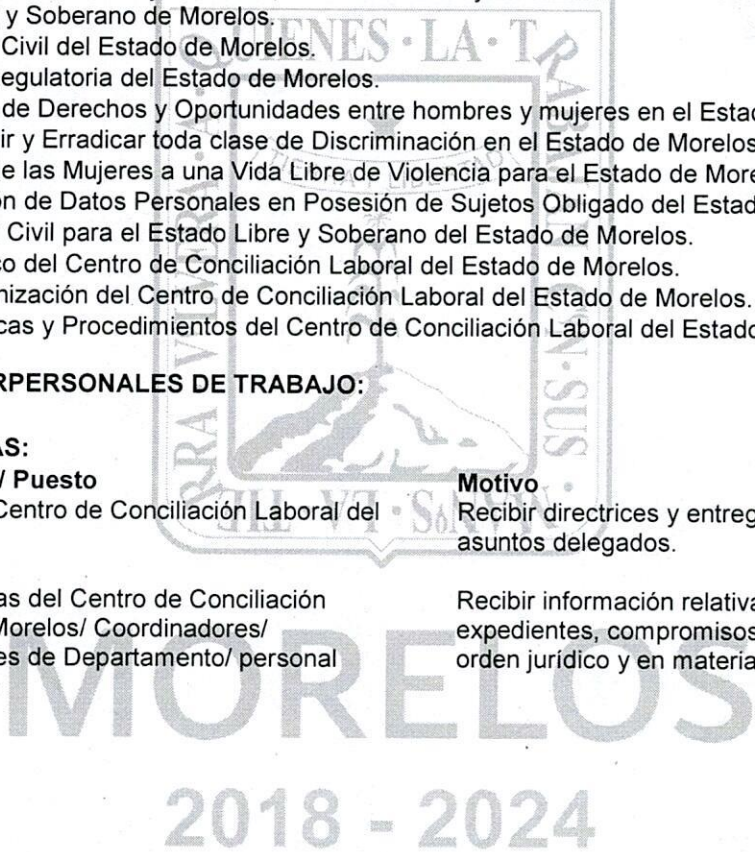 y Soberano de Morelos.
Civil del Estado de Morelos.
egulatoria del Estado de Morelos.
de Derechos y Oportunidades entre hombres y mujeres en el Estad
ir y Erradicar toda clase de Discriminación en el Estado de Morelos
e las Mujeres a una Vida Libre de Violencia para el Estado de More
n de Datos Personales en Posesión de Sujetos Obligado del Estad
Civil para el Estado Libre y Soberano del Estado de Morelos.
o del Centro de Conciliación Laboral del Estado de Morelos.
nización del Centro de Conciliación Laboral del Estado de Morelos.
cas y Procedimientos del Centro de Conciliación Laboral del Estado
RPERSONALES DE TRABAJO:
AS:
/ Puesto Motivo
Centro de Conciliación Laboral del Recibir directrices y entreg
asuntos delegados.
as del Centro de Conciliación Recibir información relativa
Morelos/ Coordinadores/ expedientes, compromisos
es de Departamento/ personal orden jurídico y en materia
MORELOS
2018 - 2024